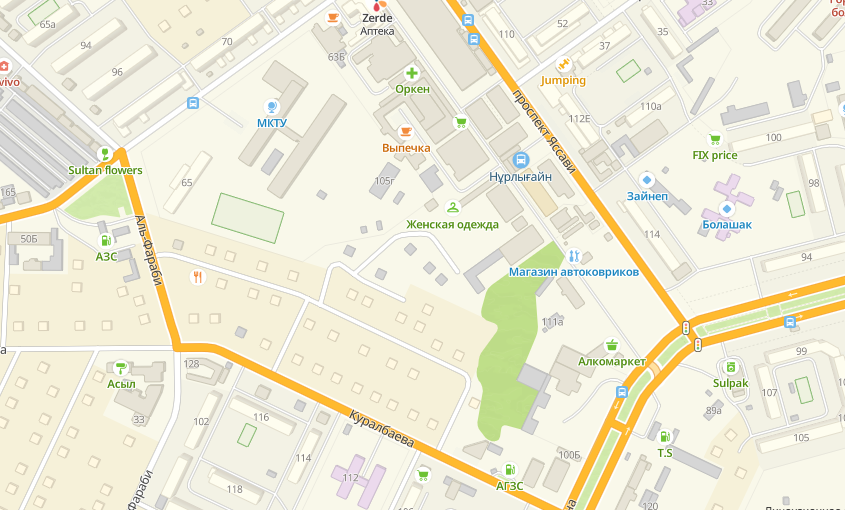 Zerde
Аптека
65а
94
96
70
63Б
110
52
37
35
vivo
Оркен
Jumping
проспект Яссави
МКТУ
112Е
110а
Выпечка
100
FIX price
Sultan flowers
Нұрлығайн
165
65
105г
Зайнеп
98
Женская одежда
Болашак
Аль-Фараби
50Б
АЗС
114
94
Магазин автоковриков
111а
Алкомаркет
99
128
Асыл
Sulpak
107
33
102
116
Куралбаева
89а
105
T.S
114
100Б
112
118
АГЗС
120
Фараби
на